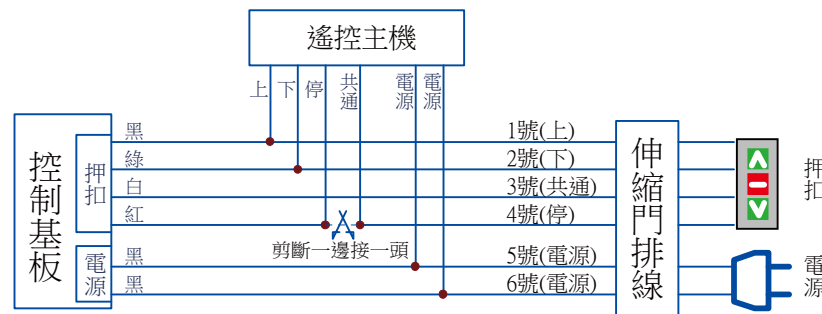 遙控主機
上 下 停 共通 電源 電源
控制基板
押扣
黑
綠
白
紅
電源
黑
黑
剪斷一邊接一頭
1號(上)
2號(下)
3號(共通)
4號(停)
5號(電源)
6號(電源)
伸縮門排線
押扣
電源